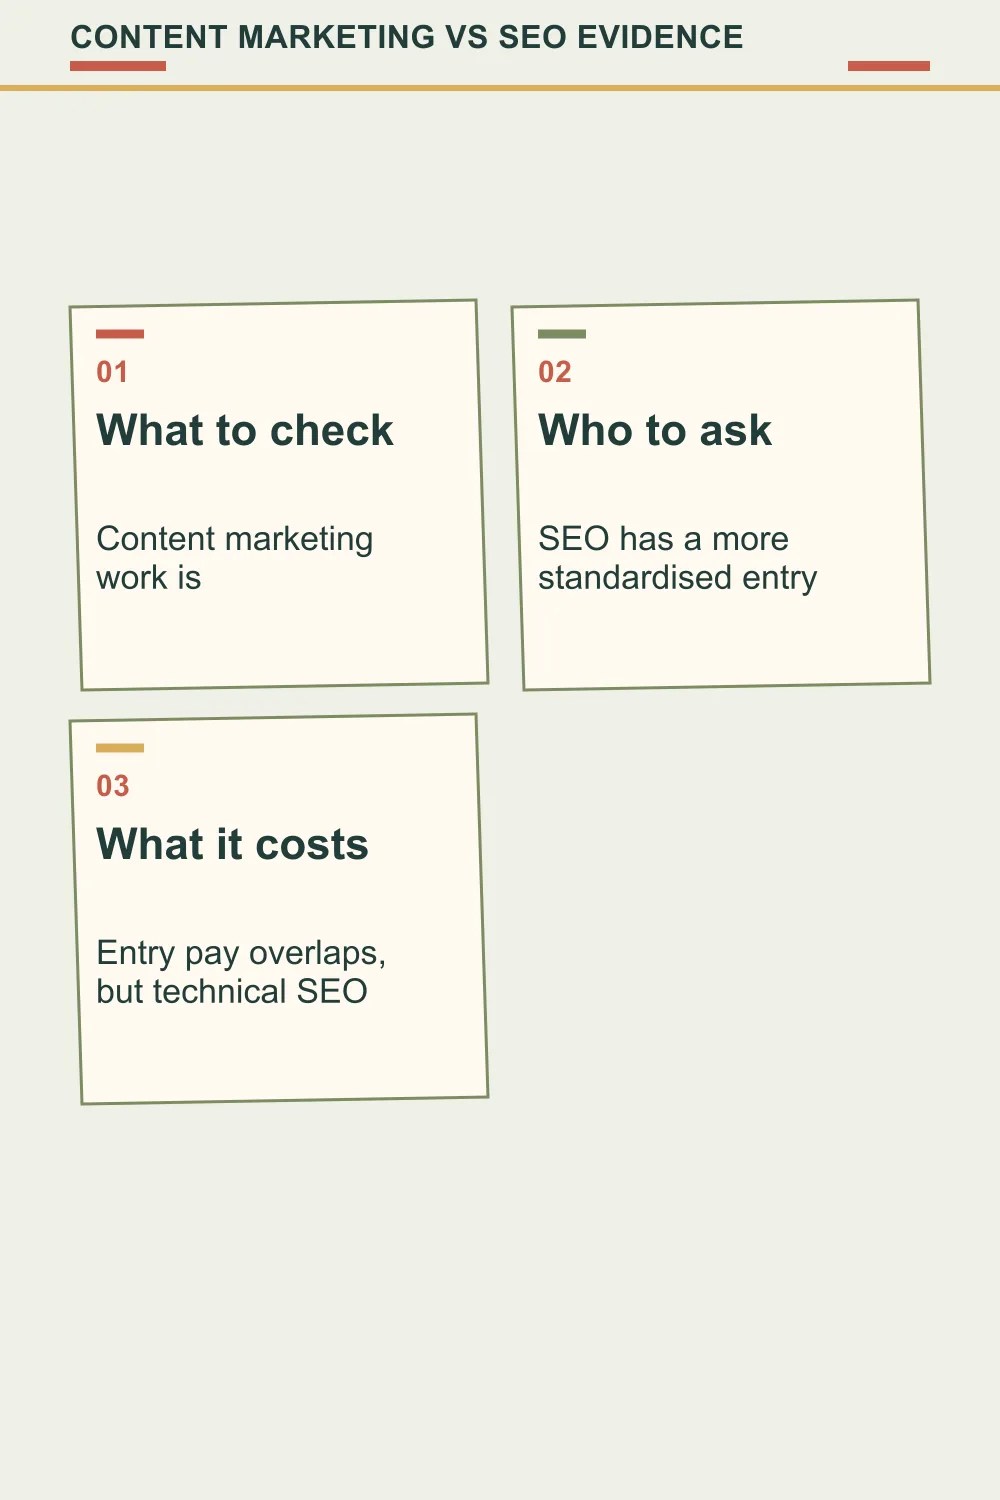 CONTENT MARKETING VS SEO EVIDENCE
01
What to check
Content marketing
work is
02
Who to ask
SEO has a more
standardised entry
03
What it costs
Entry pay overlaps,
but technical SEO